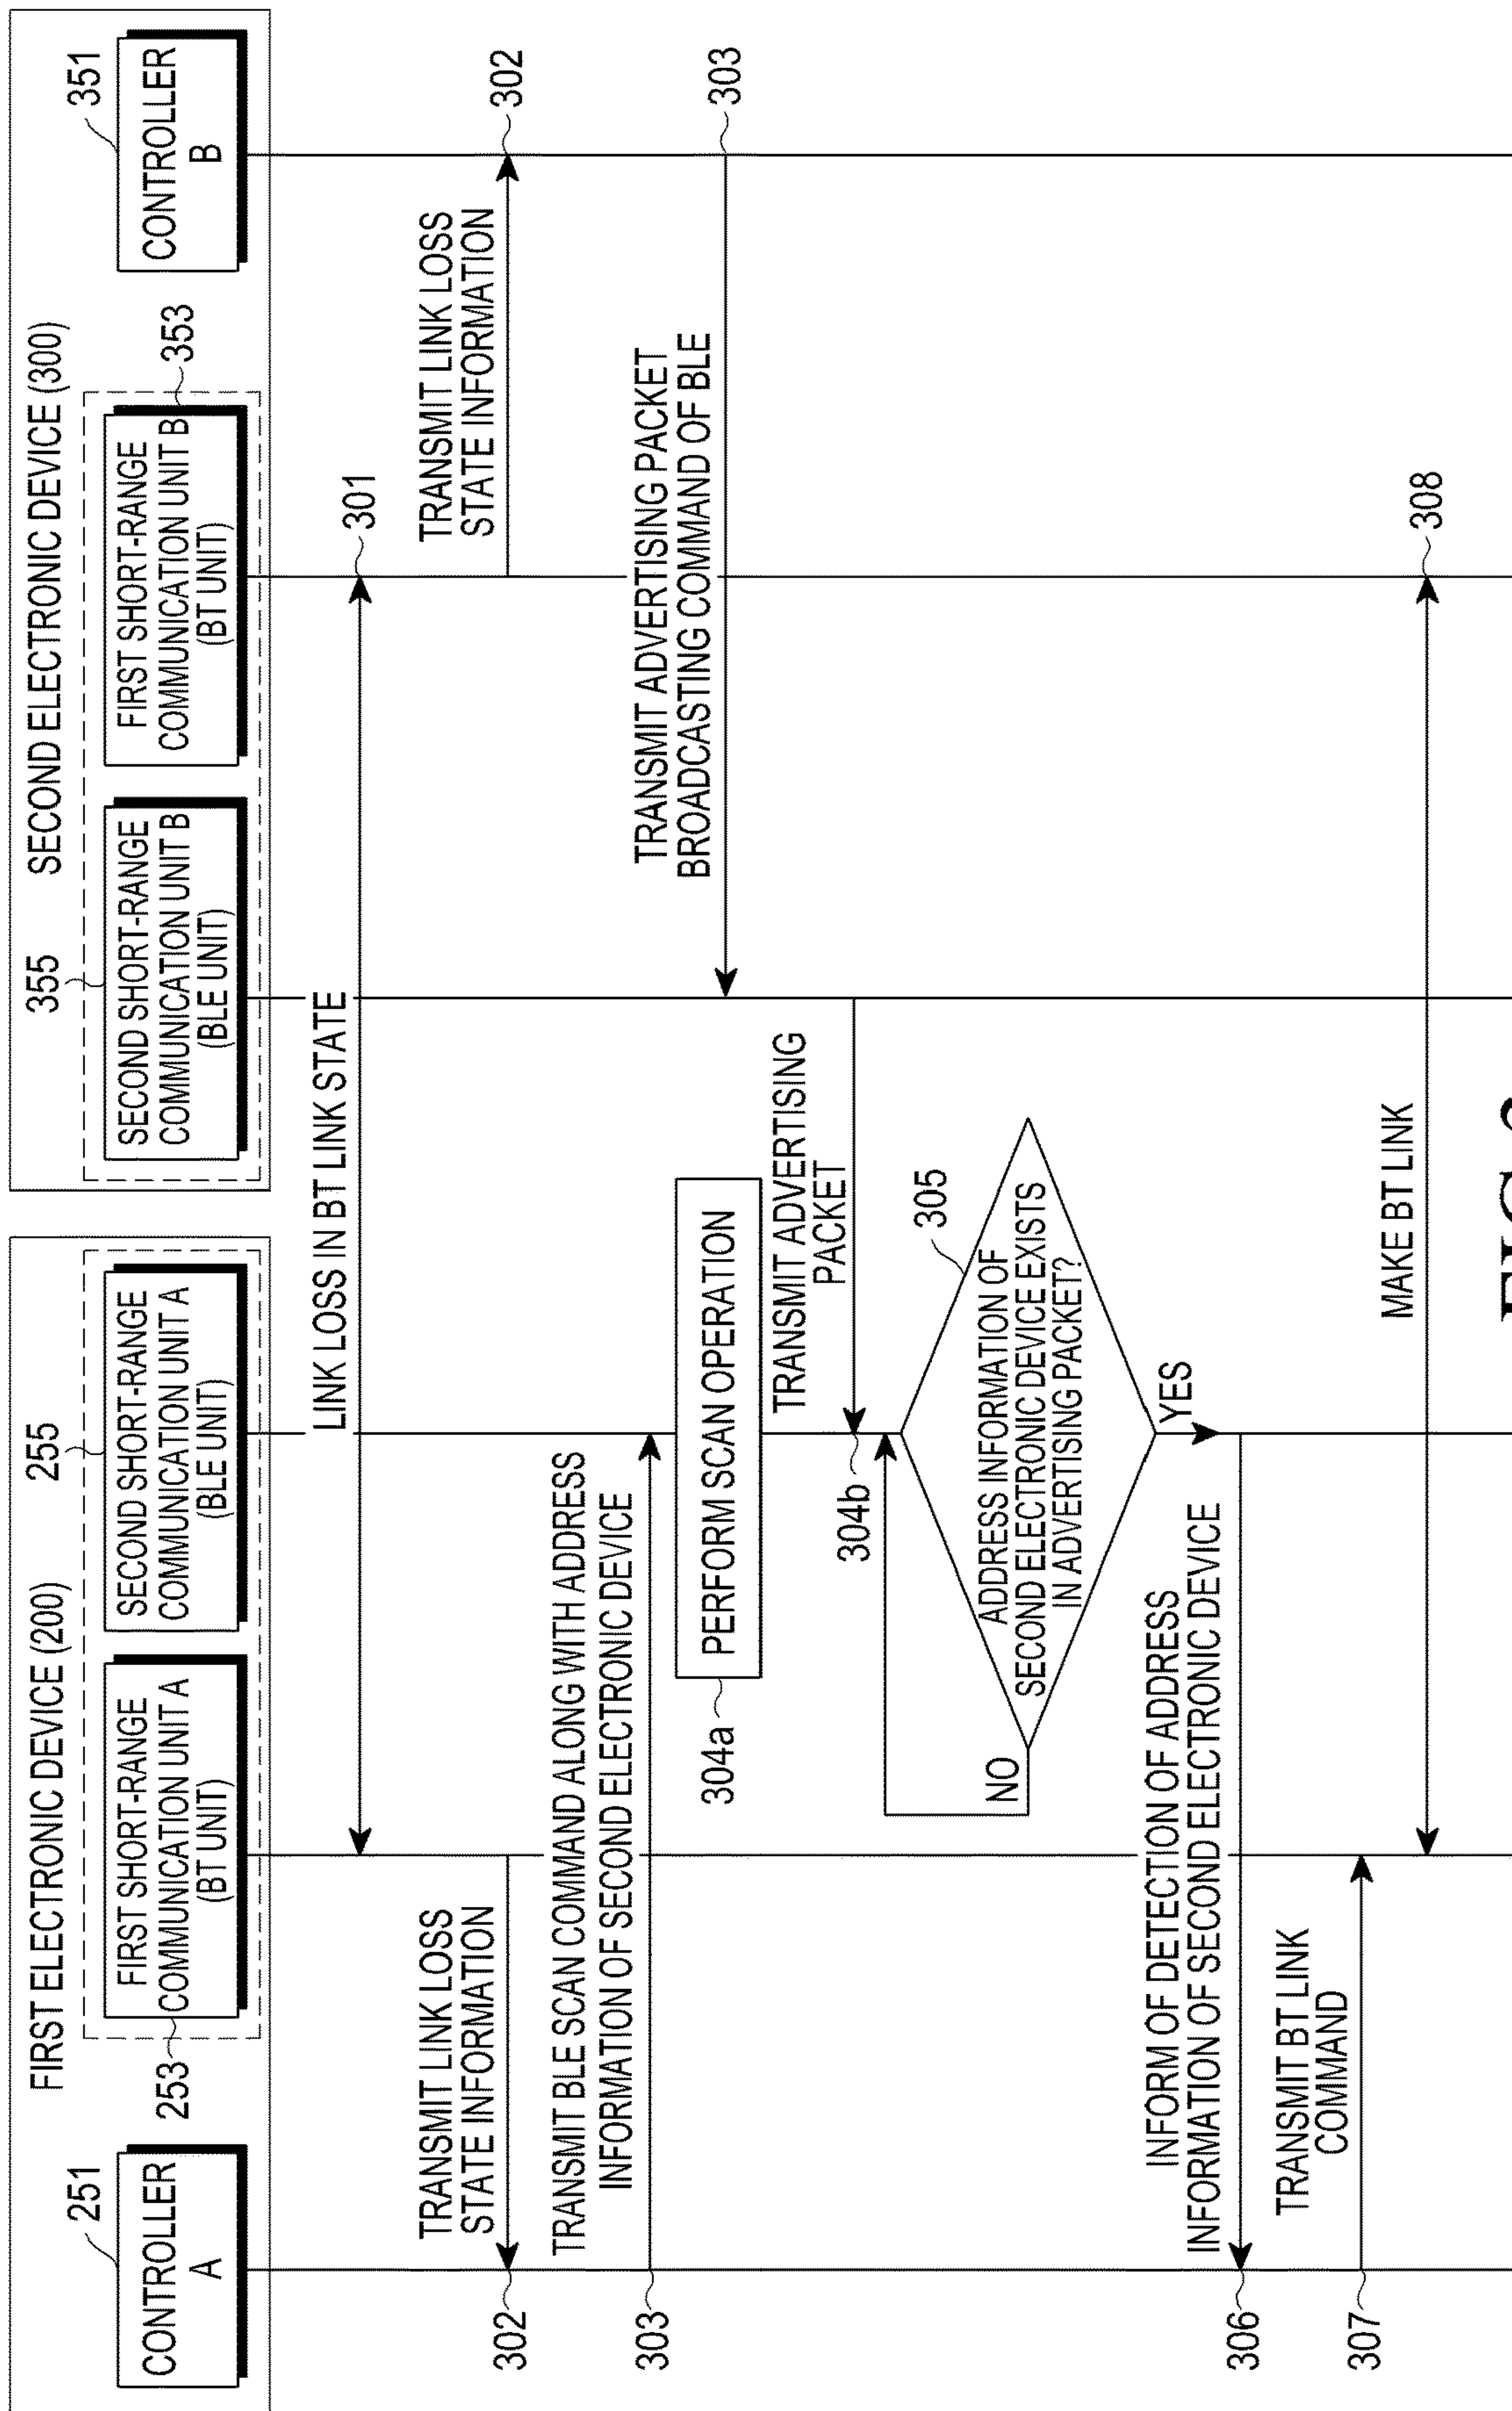 FIRST ELECTRONIC DEVICE (200)
SECOND ELECTRONIC DEVICE (300)
251
CONTROLLER
A
253
FIRST SHORT-RANGE
COMMUNICATION UNIT A
(BT UNIT)
255
SECOND SHORT-RANGE
COMMUNICATION UNIT A
(BLE UNIT)
355
SECOND SHORT-RANGE
COMMUNICATION UNIT B
(BLE UNIT)
353
FIRST SHORT-RANGE
COMMUNICATION UNIT B
(BT UNIT)
351
CONTROLLER
B
LINK LOSS IN BT LINK STATE
301
302
TRANSMIT LINK LOSS
STATE INFORMATION
TRANSMIT LINK LOSS
STATE INFORMATION
302
303
TRANSMIT BLE SCAN COMMAND ALONG WITH ADDRESS
INFORMATION OF SECOND ELECTRONIC DEVICE
TRANSMIT ADVERTISING PACKET
BROADCASTING COMMAND OF BLE
303
304a
PERFORM SCAN OPERATION
TRANSMIT ADVERTISING
PACKET
304b
305
ADDRESS INFORMATION OF
SECOND ELECTRONIC DEVICE EXISTS
IN ADVERTISING PACKET?
NO
YES
306
INFORM OF DETECTION OF ADDRESS
INFORMATION OF SECOND ELECTRONIC DEVICE
307
TRANSMIT BT LINK
COMMAND
MAKE BT LINK
308